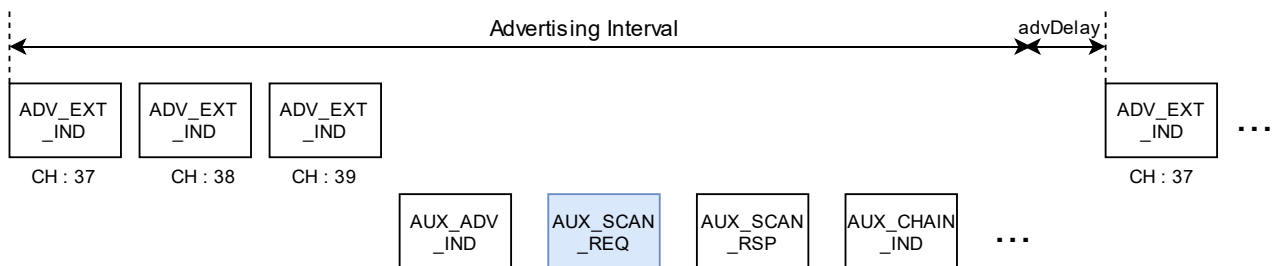 Advertising Interval
advDelay
ADV_EXT
_IND
ADV_EXT
_IND
ADV_EXT
_IND
ADV_EXT
_IND
...
CH : 37
CH : 38
CH : 39
CH : 37
AUX_ADV
_IND
AUX_SCAN
_REQ
AUX_SCAN
_RSP
AUX_CHAIN
_IND
...